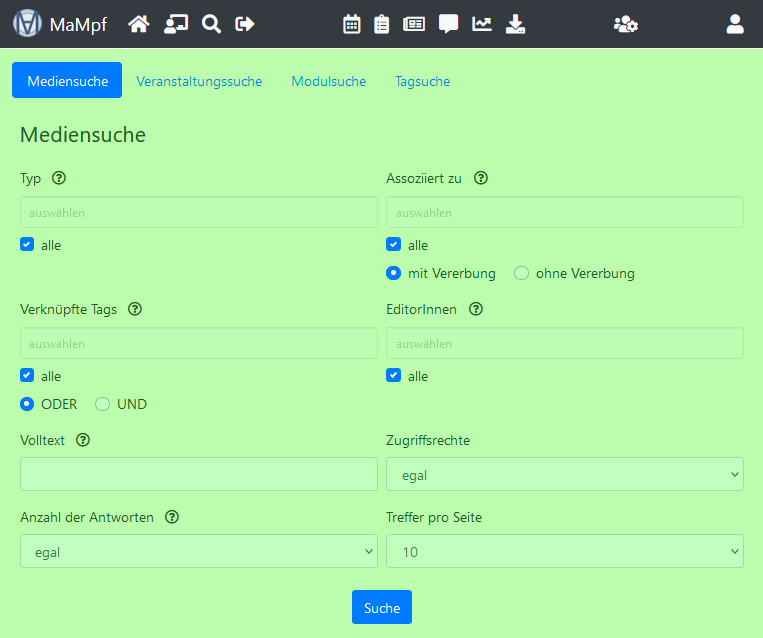 MaMpf
Mediensuche Veranstaltungssuche Modulsuche Tagsuche
Mediensuche
Typ Assoziiert zu
auswählen auswählen
alle alle
mit Vererbung ohne Vererbung
Verknüpfte Tags EditorInnen
auswählen auswählen
alle alle
ODER UND
Volltext Zugriffsrechte
egal
Anzahl der Antworten Treffer pro Seite
egal 10
Suche